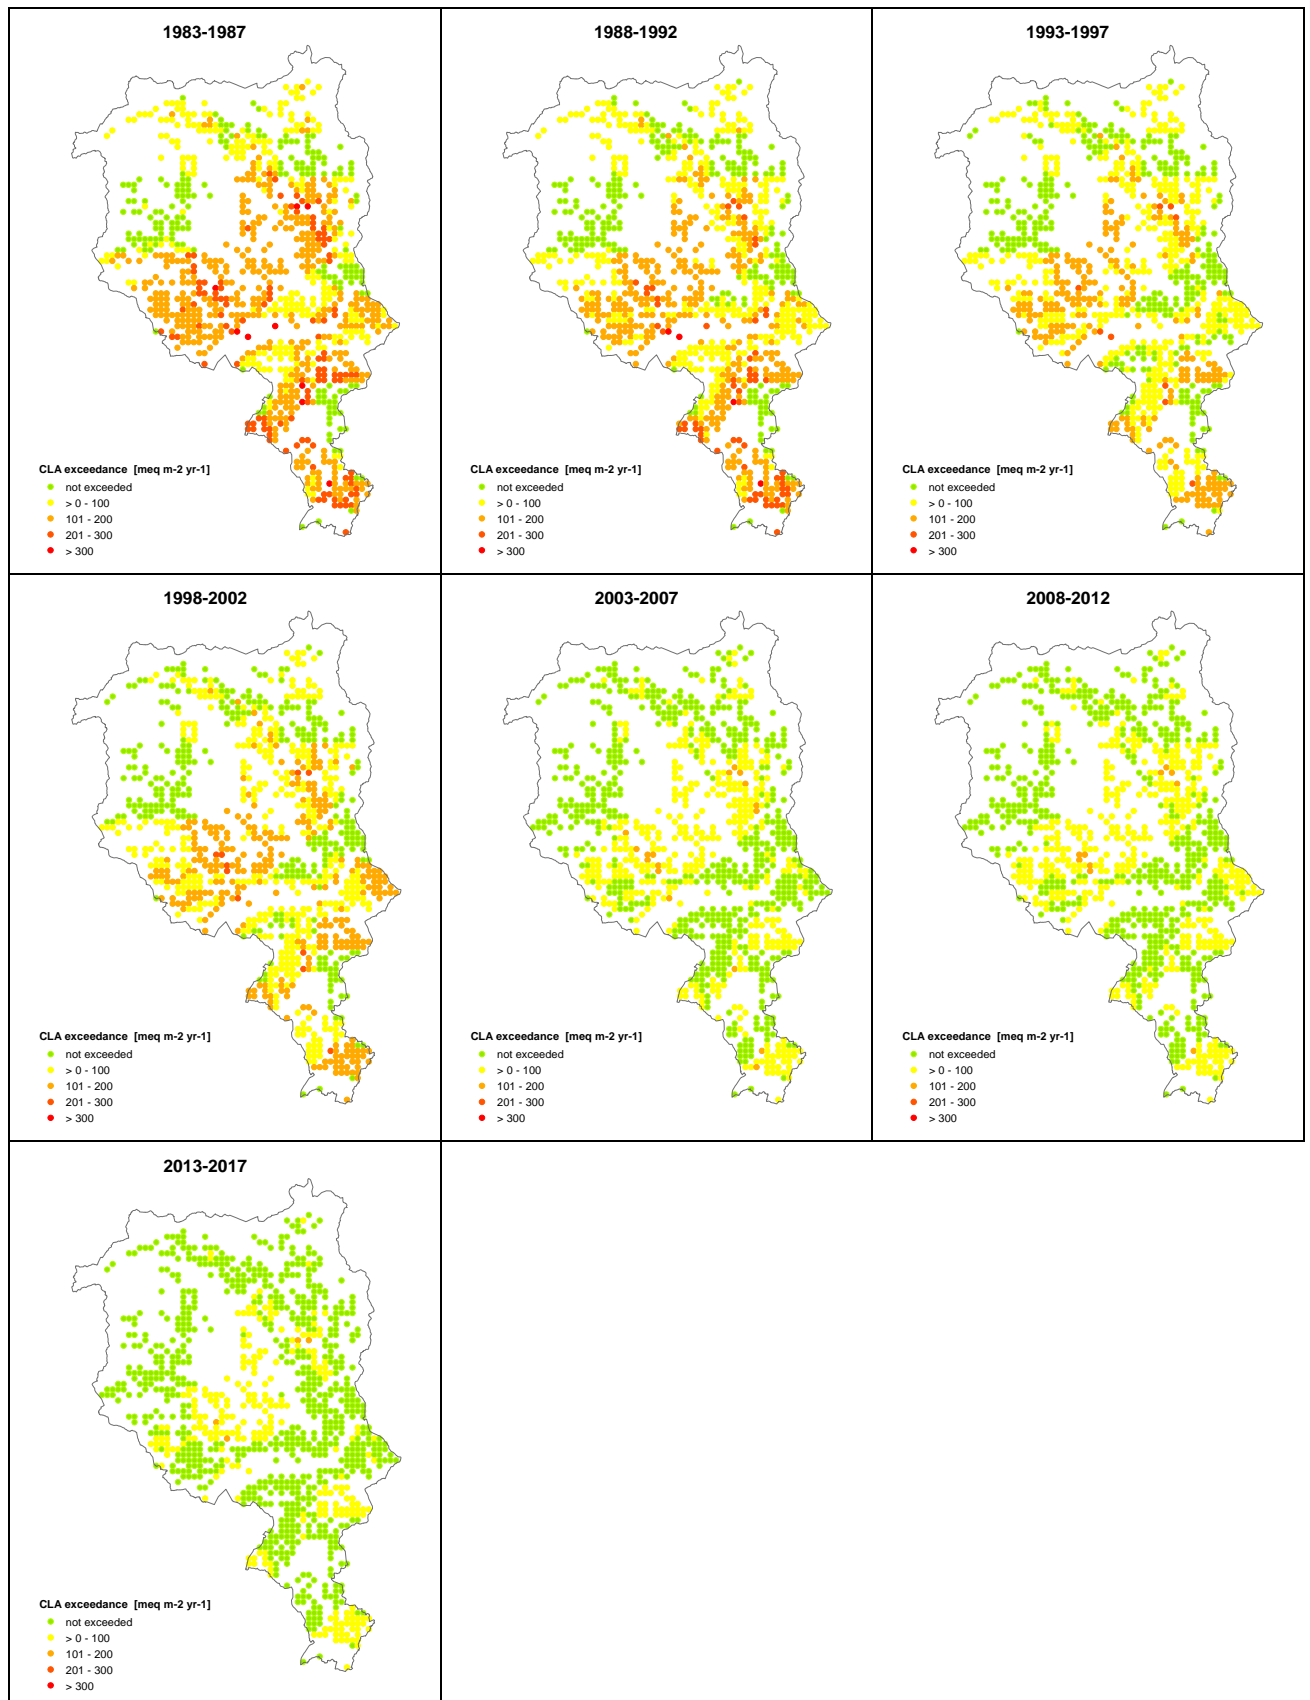 1983-1987
CLA exceedance [meq m-2 yr-1]
not exceeded
> 0 - 100
101 - 200
201 - 300
> 300
1988-1992
CLA exceedance [meq m-2 yr-1]
not exceeded
> 0 - 100
101 - 200
201 - 300
> 300
1993-1997
CLA exceedance [meq m-2 yr-1]
not exceeded
> 0 - 100
101 - 200
201 - 300
> 300
1998-2002
CLA exceedance [meq m-2 yr-1]
not exceeded
> 0 - 100
101 - 200
201 - 300
> 300
2003-2007
CLA exceedance [meq m-2 yr-1]
not exceeded
> 0 - 100
101 - 200
201 - 300
> 300
2008-2012
CLA exceedance [meq m-2 yr-1]
not exceeded
> 0 - 100
101 - 200
201 - 300
> 300
2013-2017
CLA exceedance [meq m-2 yr-1]
not exceeded
> 0 - 100
101 - 200
201 - 300
> 300